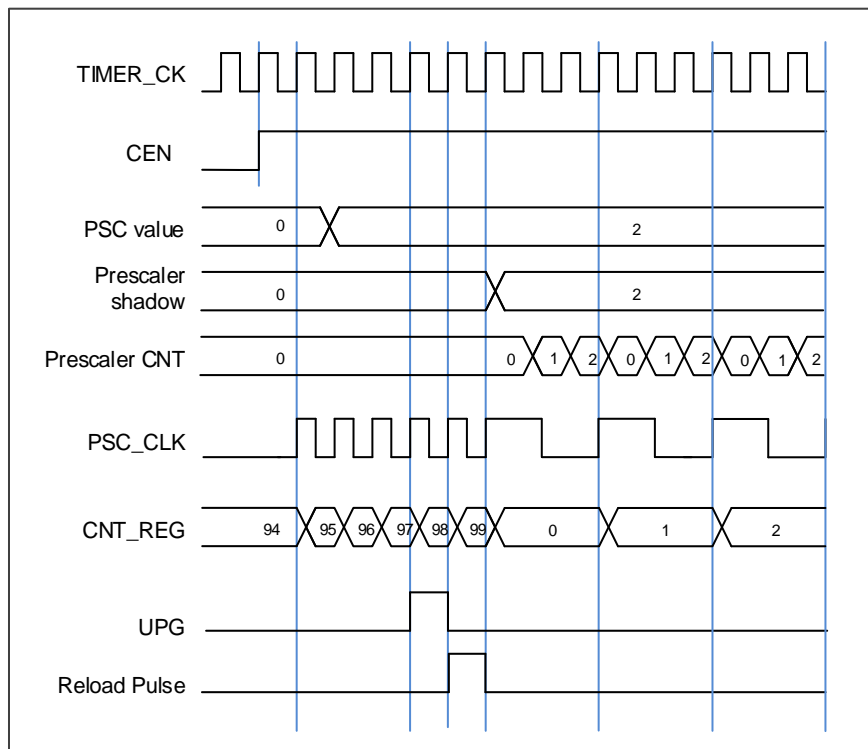 TIMER_CK
CEN
PSC value 0 2
Prescaler
shadow 0 2
Prescaler CNT 0 0 1 2 0 1 2 0 1 2
PSC_CLK
CNT_REG 94 95 96 97 98 99 0 1 2
UPG
Reload Pulse